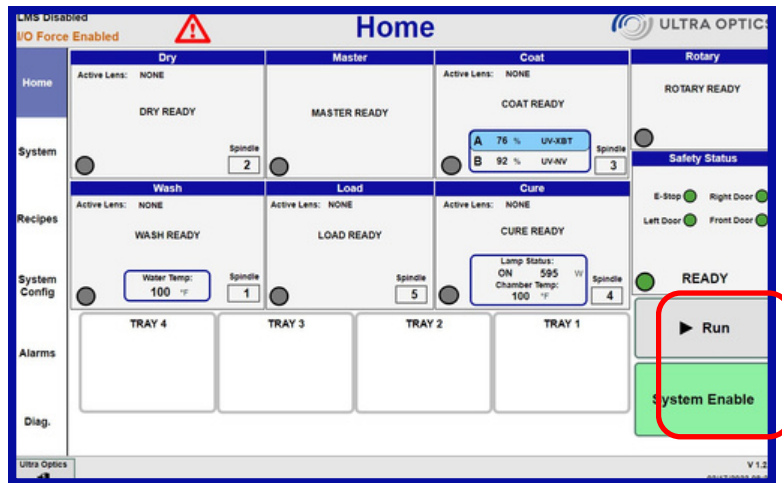 LMS Disabled
I/O Force Enabled
Home
ULTRA OPTICS
Home
System
Recipes
System Config
Alarms
Diag.
Dry
Active Lens: NONE
DRY READY
Spindle
2
Master
MASTER READY
Coat
Active Lens: NONE
COAT READY
A 76 % UV-XBT
B 92 % UV-NV
Spindle
3
Rotary
ROTARY READY
Wash
Active Lens: NONE
WASH READY
Water Temp:
100 °F
Spindle
1
Load
Active Lens: NONE
LOAD READY
Spindle
5
Cure
Active Lens: NONE
CURE READY
Lamp Status:
ON 595 W
Chamber Temp:
100 °F
Spindle
4
Safety Status
E-Stop Right Door
Left Door Front Door
READY
TRAY 4
TRAY 3
TRAY 2
TRAY 1
Run
System Enable
Ultra Optics
V 1.2